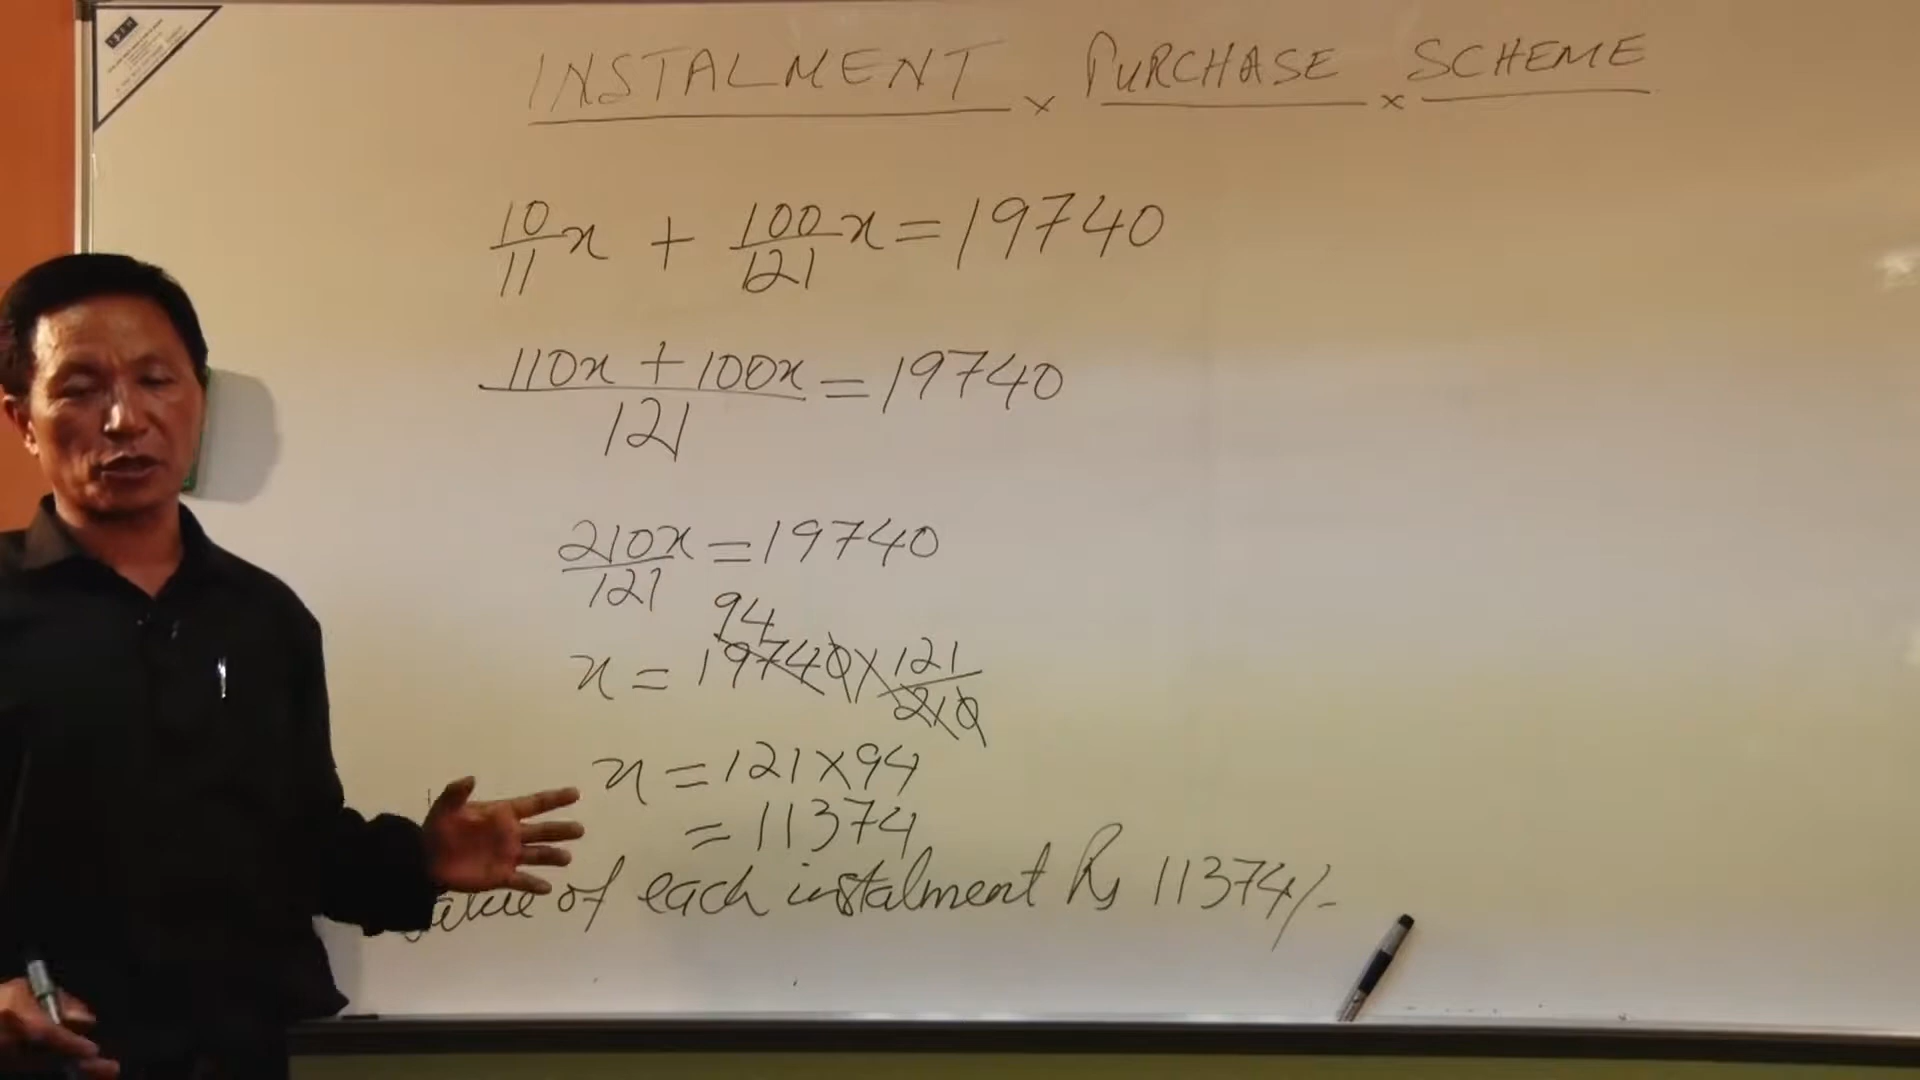 INSTALMENT × PURCHASE × SCHEME
10/11 x + 100/121 x = 19740
110x + 100x / 121 = 19740
210x / 121 = 19740
94
x = 19740 × 121 / 210
x = 121 × 94
= 11374
Value of each instalment Rs 11374/-